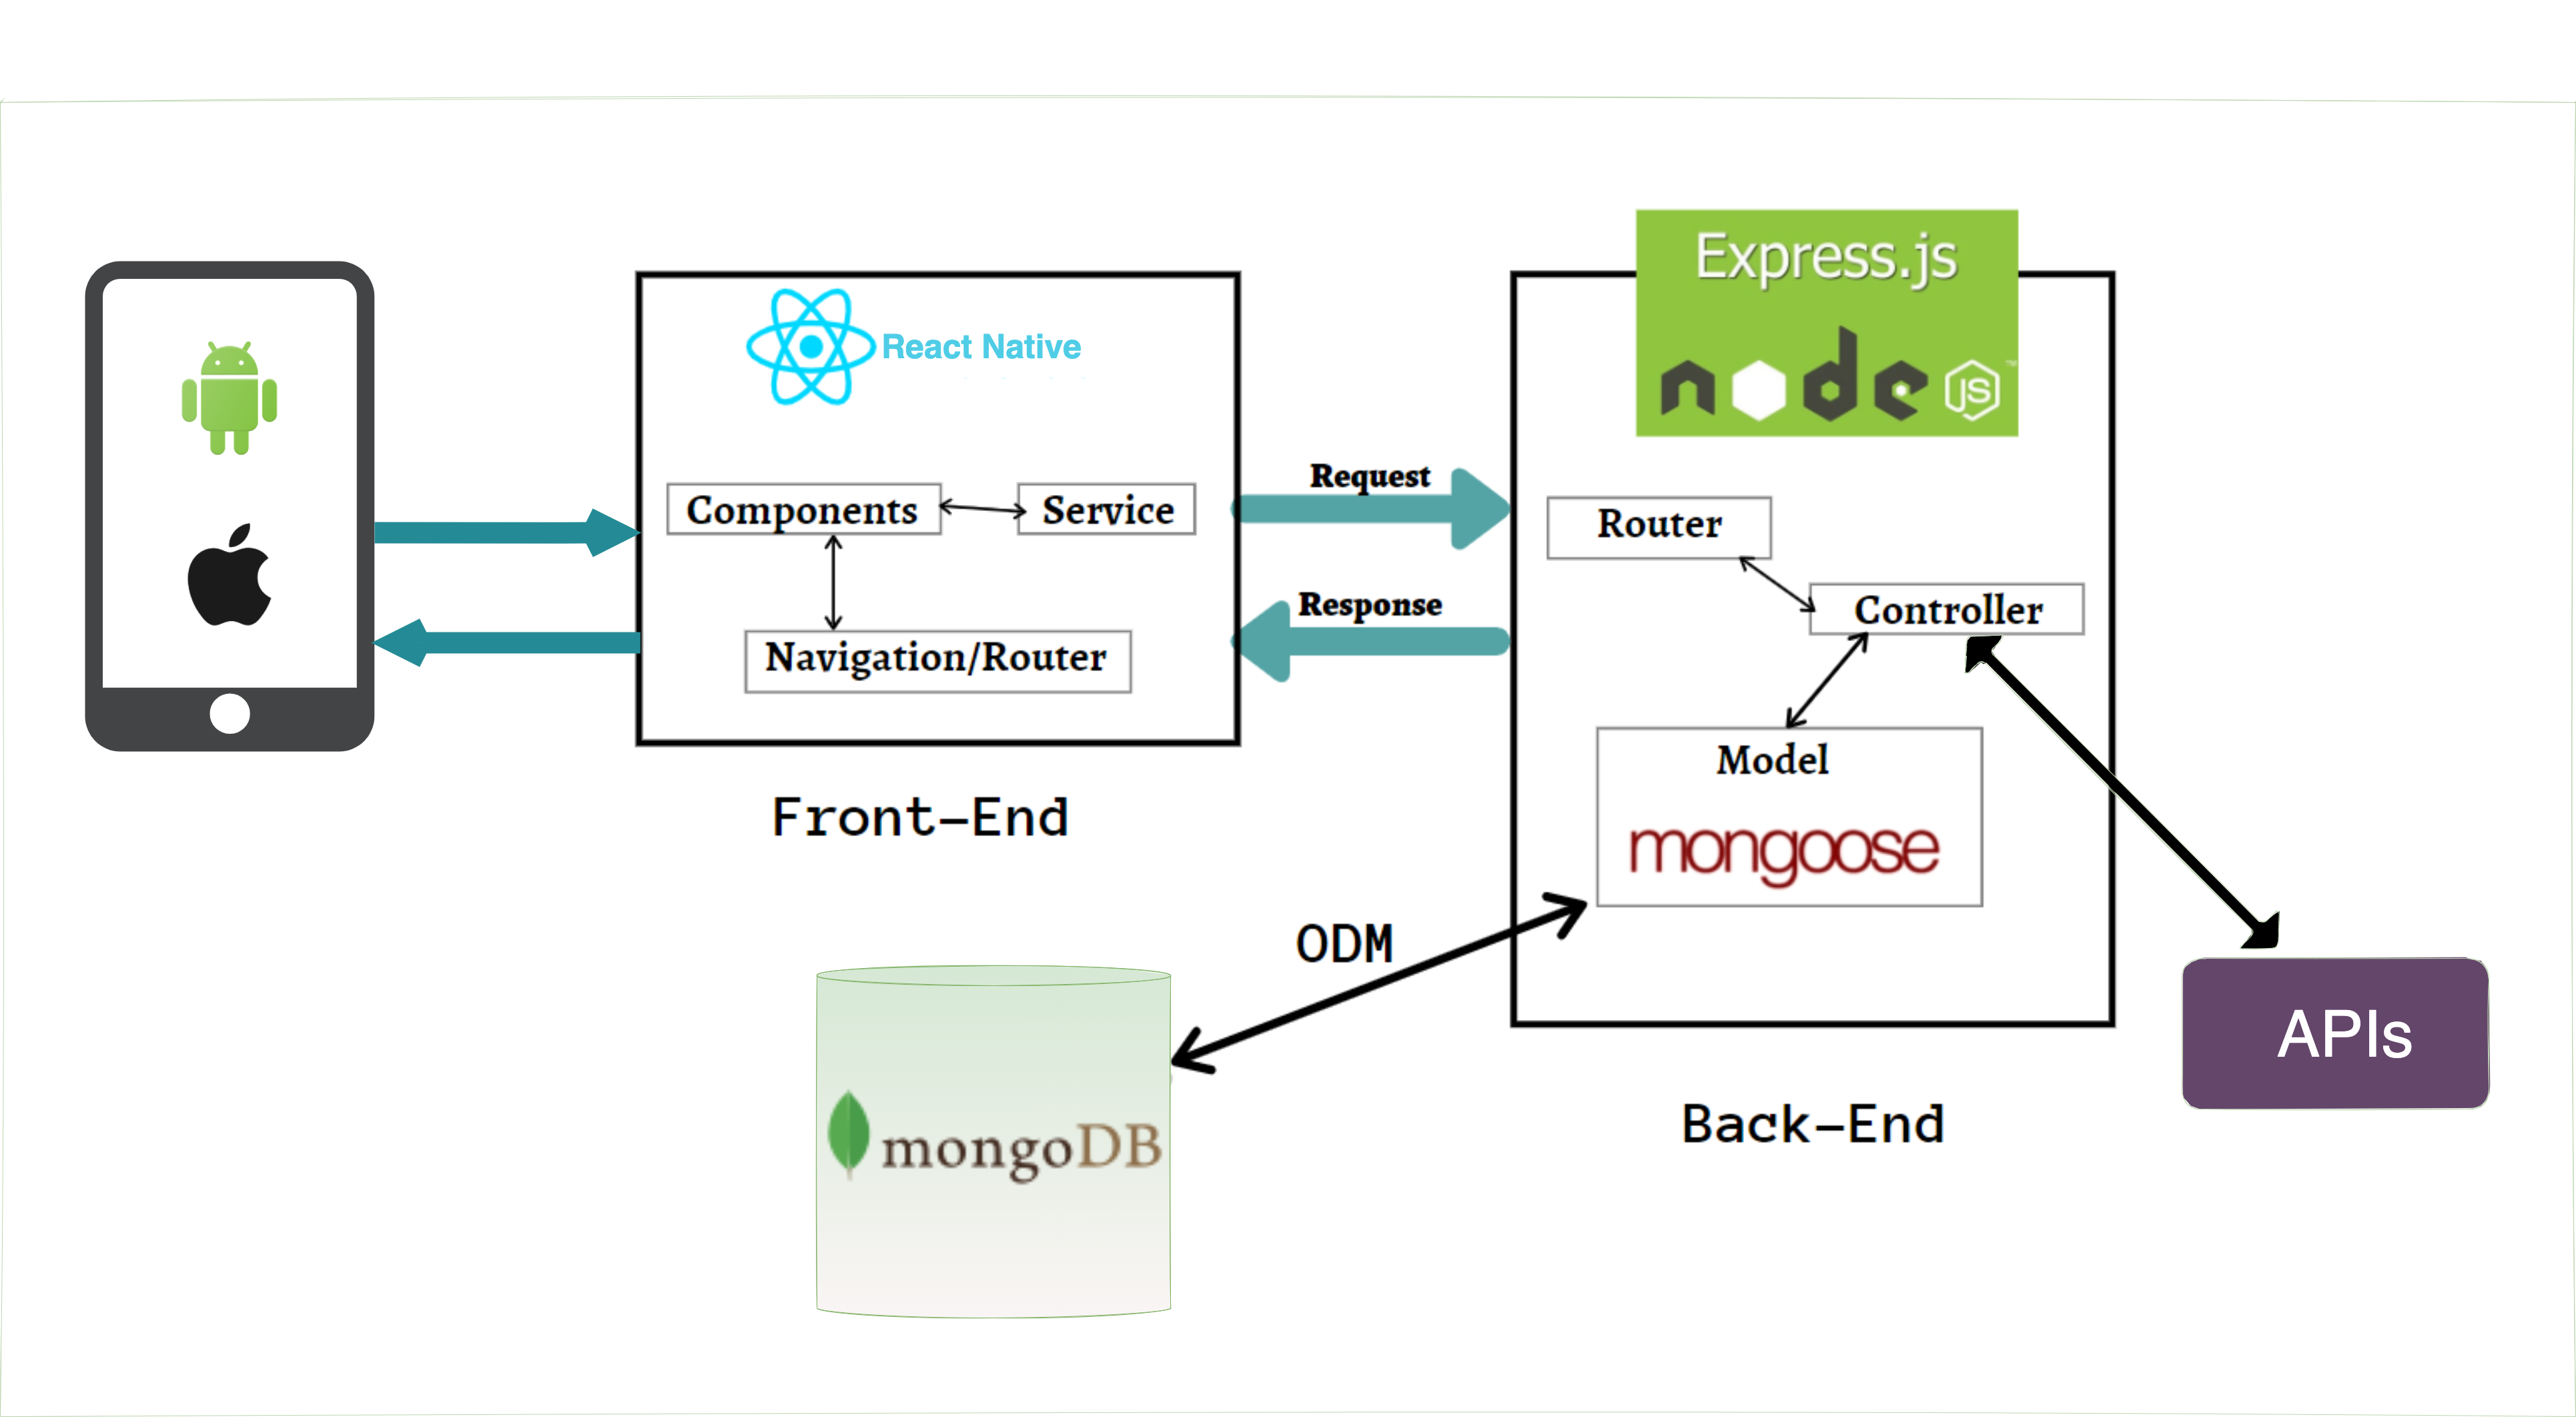 React Native
Components
Service
Navigation/Router
Front-End
Request
Response
Express.js
node
JS
™
Router
Controller
Model
mongoose
Back-End
ODM
mongoDB
APIs